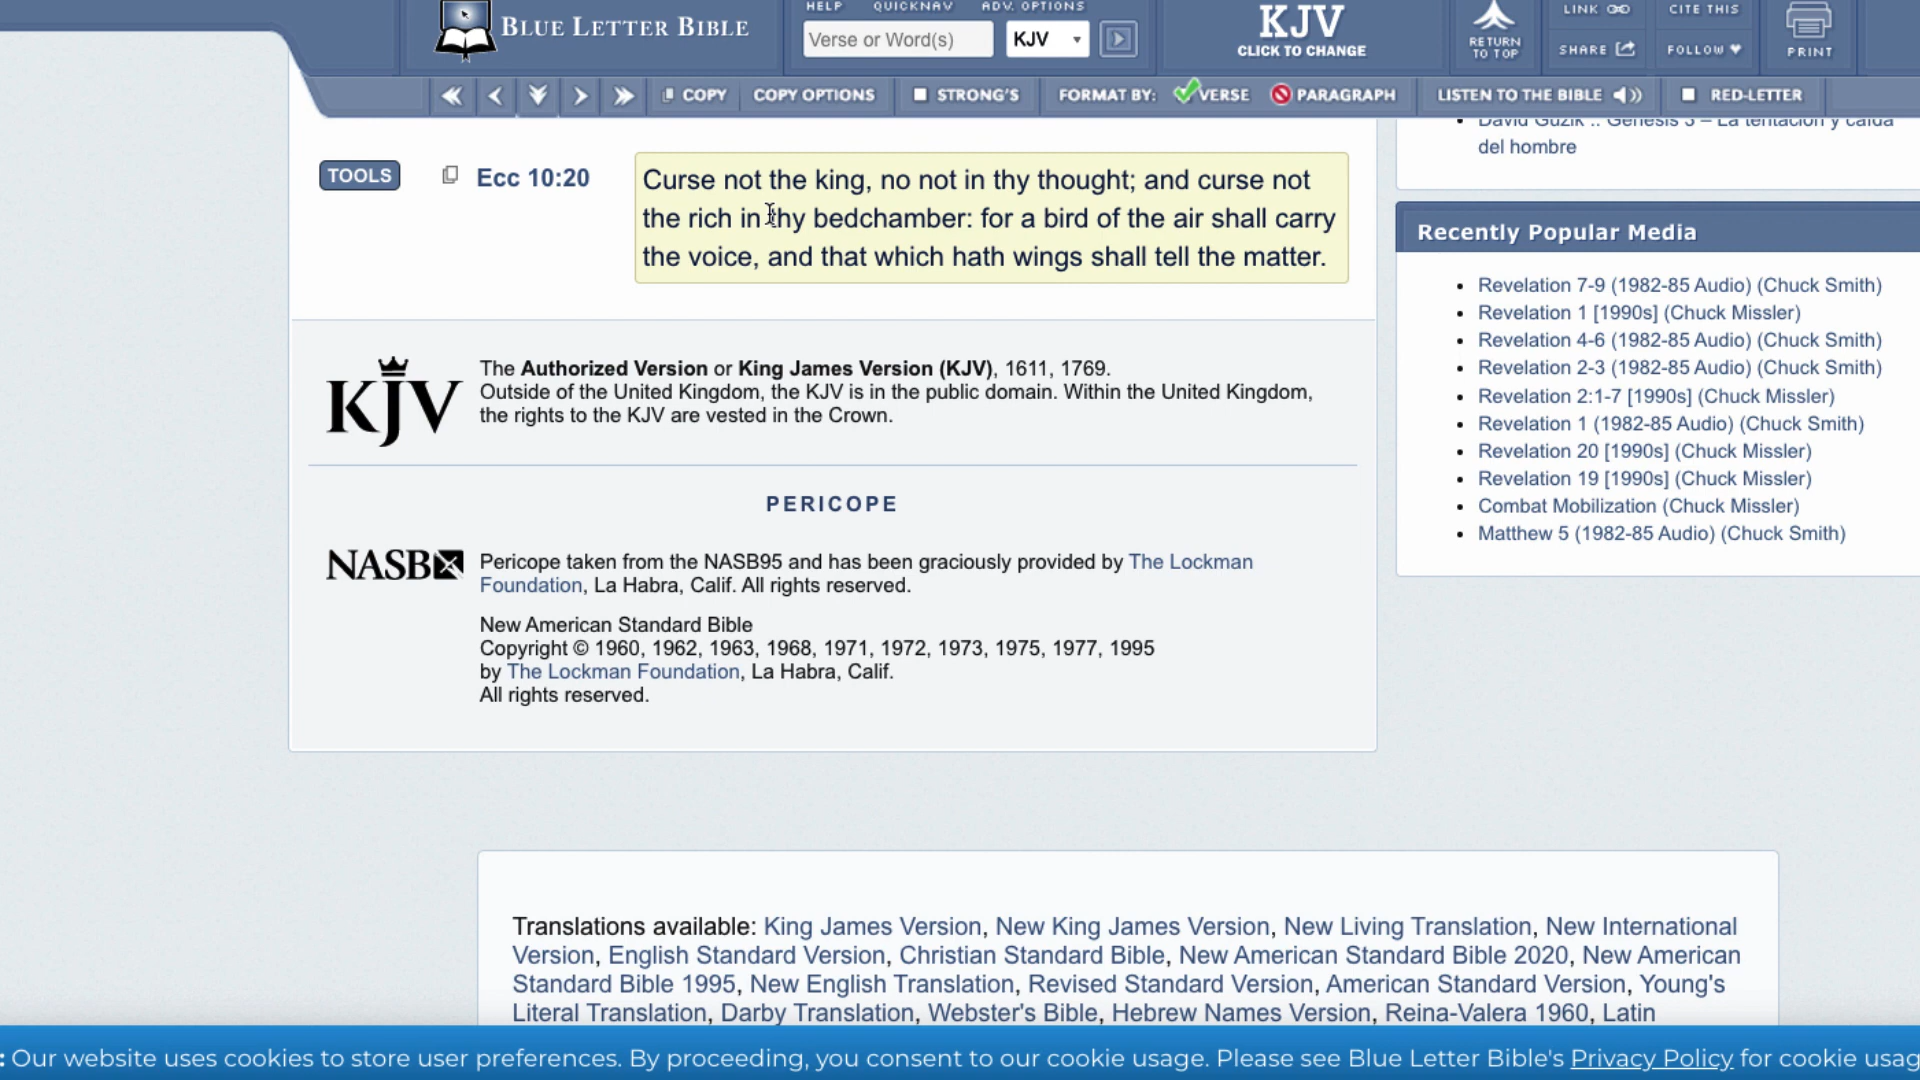 HELP QUICKNAV ADV. OPTIONS
BLUE LETTER BIBLE
Verse or Word(s)
KJV
KJV
CLICK TO CHANGE
RETURN
TO TOP
LINK
SHARE
CITE THIS
FOLLOW
PRINT
COPY COPY OPTIONS STRONG'S FORMAT BY: VERSE PARAGRAPH LISTEN TO THE BIBLE RED-LETTER
TOOLS
Ecc 10:20
Curse not the king, no not in thy thought; and curse not
the rich in thy bedchamber: for a bird of the air shall carry
the voice, and that which hath wings shall tell the matter.
KJV
The Authorized Version or King James Version (KJV), 1611, 1769.
Outside of the United Kingdom, the KJV is in the public domain. Within the United Kingdom,
the rights to the KJV are vested in the Crown.
PERICOPE
NASB
Pericope taken from the NASB95 and has been graciously provided by The Lockman
Foundation, La Habra, Calif. All rights reserved.
New American Standard Bible
Copyright © 1960, 1962, 1963, 1968, 1971, 1972, 1973, 1975, 1977, 1995
by The Lockman Foundation, La Habra, Calif.
All rights reserved.
David Guzik :: Génesis 3 – La tentación y caída
del hombre
Recently Popular Media
Revelation 7-9 (1982-85 Audio) (Chuck Smith)
Revelation 1 [1990s] (Chuck Missler)
Revelation 4-6 (1982-85 Audio) (Chuck Smith)
Revelation 2-3 (1982-85 Audio) (Chuck Smith)
Revelation 2:1-7 [1990s] (Chuck Missler)
Revelation 1 (1982-85 Audio) (Chuck Smith)
Revelation 20 [1990s] (Chuck Missler)
Revelation 19 [1990s] (Chuck Missler)
Combat Mobilization (Chuck Missler)
Matthew 5 (1982-85 Audio) (Chuck Smith)
Translations available: King James Version, New King James Version, New Living Translation, New International
Version, English Standard Version, Christian Standard Bible, New American Standard Bible 2020, New American
Standard Bible 1995, New English Translation, Revised Standard Version, American Standard Version, Young's
Literal Translation, Darby Translation, Webster's Bible, Hebrew Names Version, Reina-Valera 1960, Latin
: Our website uses cookies to store user preferences. By proceeding, you consent to our cookie usage. Please see Blue Letter Bible's Privacy Policy for cookie usag